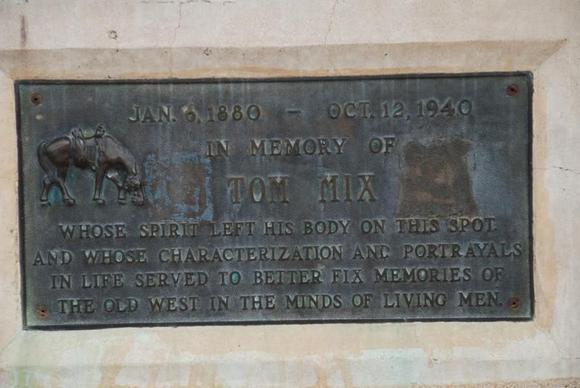 JAN. 6, 1880 – OCT. 12, 1940
IN MEMORY OF
TOM MIX
WHOSE SPIRIT LEFT HIS BODY ON THIS SPOT.
AND WHOSE CHARACTERIZATION AND PORTRAYALS
IN LIFE SERVED TO BETTER FIX MEMORIES OF
THE OLD WEST IN THE MINDS OF LIVING MEN.